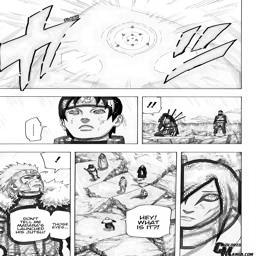 !
!!
HEY!
WHAT
IS IT?!
THOSE
EYES...
DON'T
TELL ME
MADARA'S
LAUNCHED
HIS JUTSU!